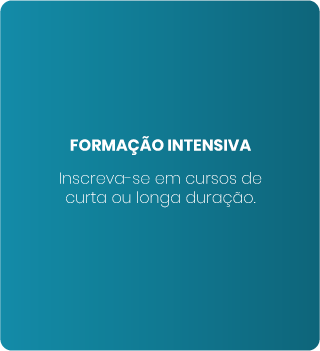 FORMAÇÃO INTENSIVA
Inscreva-se em cursos de
curta ou longa duração.